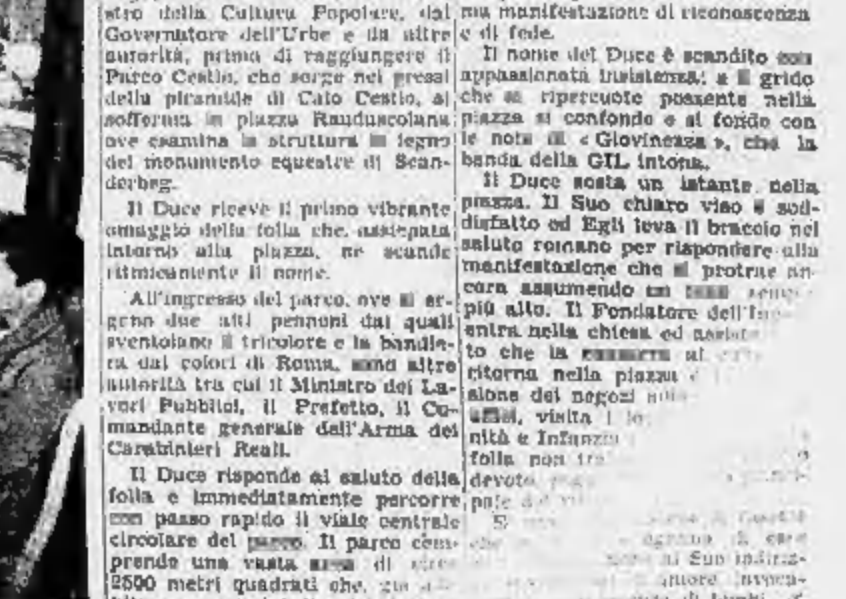 stro della Cultura Popolare, dal
Governatore dell'Urbe e da altre
autorità, prima di raggiungere il
Parco Cestio, che sorge nei pressi
della piramide di Caio Cestio, si
sofferma in piazza Rauduscolana
ove esamina la struttura in legno
del monumento equestre di Scan-
derbeg.
Il Duce riceve il primo vibrante
omaggio della folla che, assiepata
intorno alla piazza, ne scande
ritmicamente il nome.
All'ingresso del parco, ove si er-
gono due alti pennoni dai quali
sventolano il tricolore e la bandie-
ra dai colori di Roma, sono altre
autorità tra cui il Ministro dei La-
vori Pubblici, il Prefetto, il Co-
mandante generale dell'Arma dei
Carabinieri Reali.
Il Duce risponde al saluto della
folla e immediatamente percorre
con passo rapido il viale centrale
circolare del parco. Il parco com-
prende una vasta area di
2500 metri quadrati che,
ma manifestazione di riconoscenza
e di fede.
Il nome del Duce è scandito con
appassionata insistenza; e il grido
che si ripercuote possente nella
piazza si confonde e si fonde con
le note di « Giovinezza », che la
banda della GIL intona.
Il Duce sosta un istante nella
piazza. Il Suo chiaro viso è sod-
disfatto ed Egli leva il braccio nel
saluto romano per rispondere alla
manifestazione che si protrae an-
cora assumendo un tono
più alto. Il Fondatore
entra nella chiesa ed
to che la
ritorna nella piazza
sione dei negozi
visita
nità e Infanzia
folla non
devoto
di case
al Suo indiriz-
amore